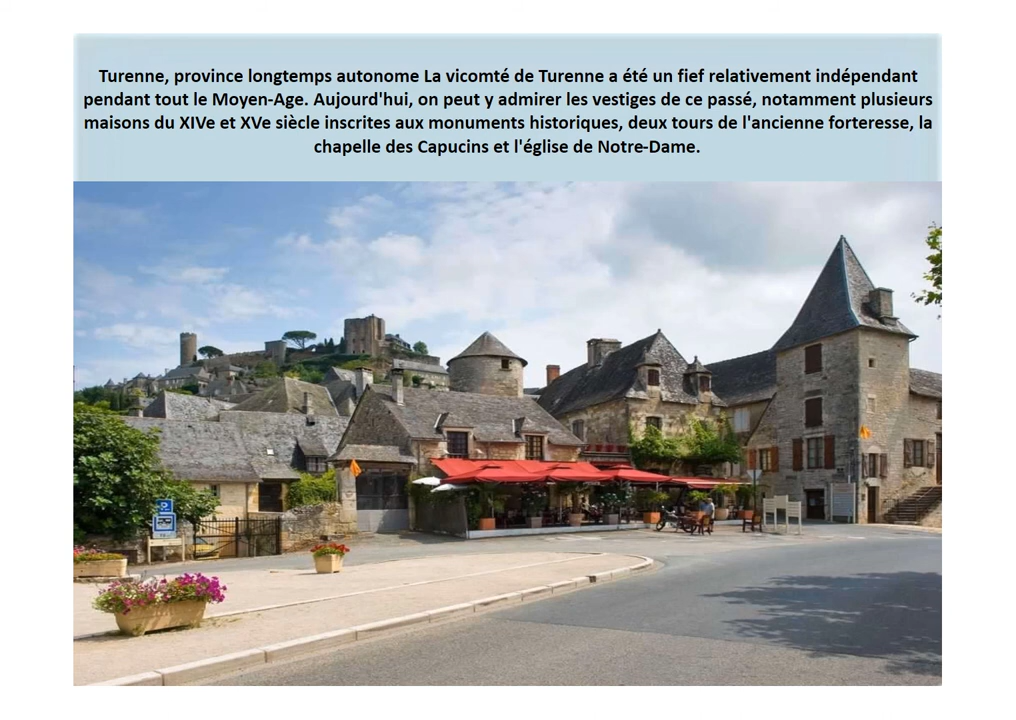 Turenne, province longtemps autonome La vicomté de Turenne a été un fief relativement indépendant
pendant tout le Moyen-Age. Aujourd'hui, on peut y admirer les vestiges de ce passé, notamment plusieurs
maisons du XIVe et XVe siècle inscrites aux monuments historiques, deux tours de l'ancienne forteresse, la
chapelle des Capucins et l'église de Notre-Dame.
P